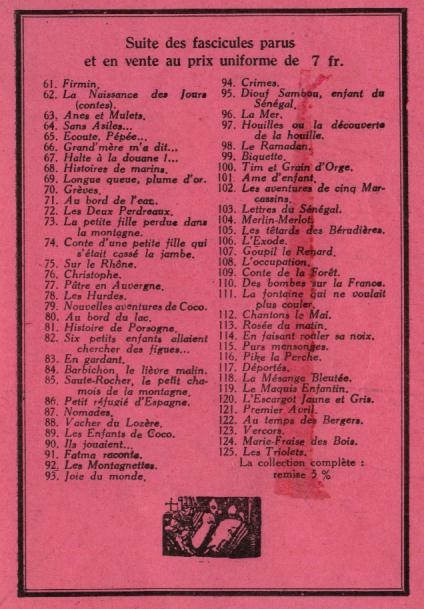 Suite des fascicules parus
et en vente au prix uniforme de 7 fr.
61. Firmin.
62. La Naissance des Jours
(contes).
63. Anes et Mulets.
64. Sans Asiles...
65. Ecoute, Pépée...
66. Grand'mère m'a dit...
67. Halte à la douane !...
68. Histoires de marins.
69. Longue queue, plume d'or.
70. Grèves.
71. Au bord de l'eau.
72. Les Deux Perdreaux.
73. La petite fille perdue dans
la montagne.
74. Conte d'une petite fille qui
s'était cassé la jambe.
75. Sur le Rhône.
76. Christophe.
77. Pâtre en Auvergne.
78. Les Hurdes.
79. Nouvelles aventures de Coco.
80. Au bord du lac.
81. Histoire de Porsogne.
82. Six petits enfants allaient
chercher des figues...
83. En gardant.
84. Barbichon, le lièvre malin.
85. Saute-Rocher, le petit cha-
mois de la montagne.
86. Petit réfugié d'Espagne.
87. Nomades.
88. Vacher du Lozère.
89. Les Enfants de Coco.
90. Ils jouaient...
91. Fatma raconte.
92. Les Montagnettes.
93. Joie du monde.
94. Crimes.
95. Diouf Sambou, enfant du
Sénégal.
96. La Mer.
97. Houilles ou la découverte
de la houille.
98. Le Ramadan.
99. Biquette.
100. Tim et Grain d'Orge.
101. Ame d'enfant.
102. Les aventures de cinq Mar-
cassins.
103. Lettres du Sénégal.
104. Merlin-Merlot.
105. Les têtards des Bérudières.
106. L'Exode.
107. Goupil le Renard.
108. L'occupation.
109. Conte de la Forêt.
110. Des bombes sur la France.
111. La fontaine qui ne voulait
plus couler.
112. Chantons le Mai.
113. Rosée du matin.
114. En faisant rouler sa noix.
115. Purs mensonges.
116. Pike la Perche.
117. Déportés.
118. La Mésange Bleutée.
119. Le Maquis Enfantin.
120. L'Escargot Jaune et Gris.
121. Premier Avril.
122. Au temps des Bergers.
123. Vercors.
124. Marie-Fraise des Bois.
125. Les Triolets.
La collection complète :
remise 5 %